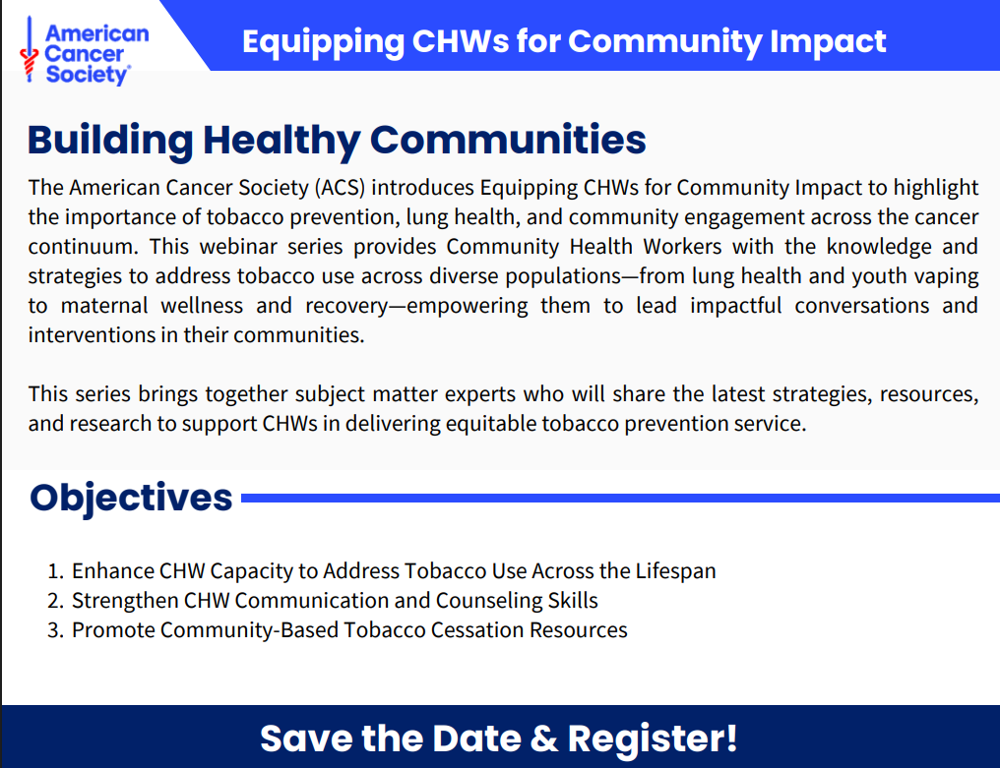 American
Cancer
Society®
Equipping CHWs for Community Impact
Building Healthy Communities
The American Cancer Society (ACS) introduces Equipping CHWs for Community Impact to highlight
the importance of tobacco prevention, lung health, and community engagement across the cancer
continuum. This webinar series provides Community Health Workers with the knowledge and
strategies to address tobacco use across diverse populations—from lung health and youth vaping
to maternal wellness and recovery—empowering them to lead impactful conversations and
interventions in their communities.
This series brings together subject matter experts who will share the latest strategies, resources,
and research to support CHWs in delivering equitable tobacco prevention service.
Objectives
1. Enhance CHW Capacity to Address Tobacco Use Across the Lifespan
2. Strengthen CHW Communication and Counseling Skills
3. Promote Community-Based Tobacco Cessation Resources
Save the Date & Register!